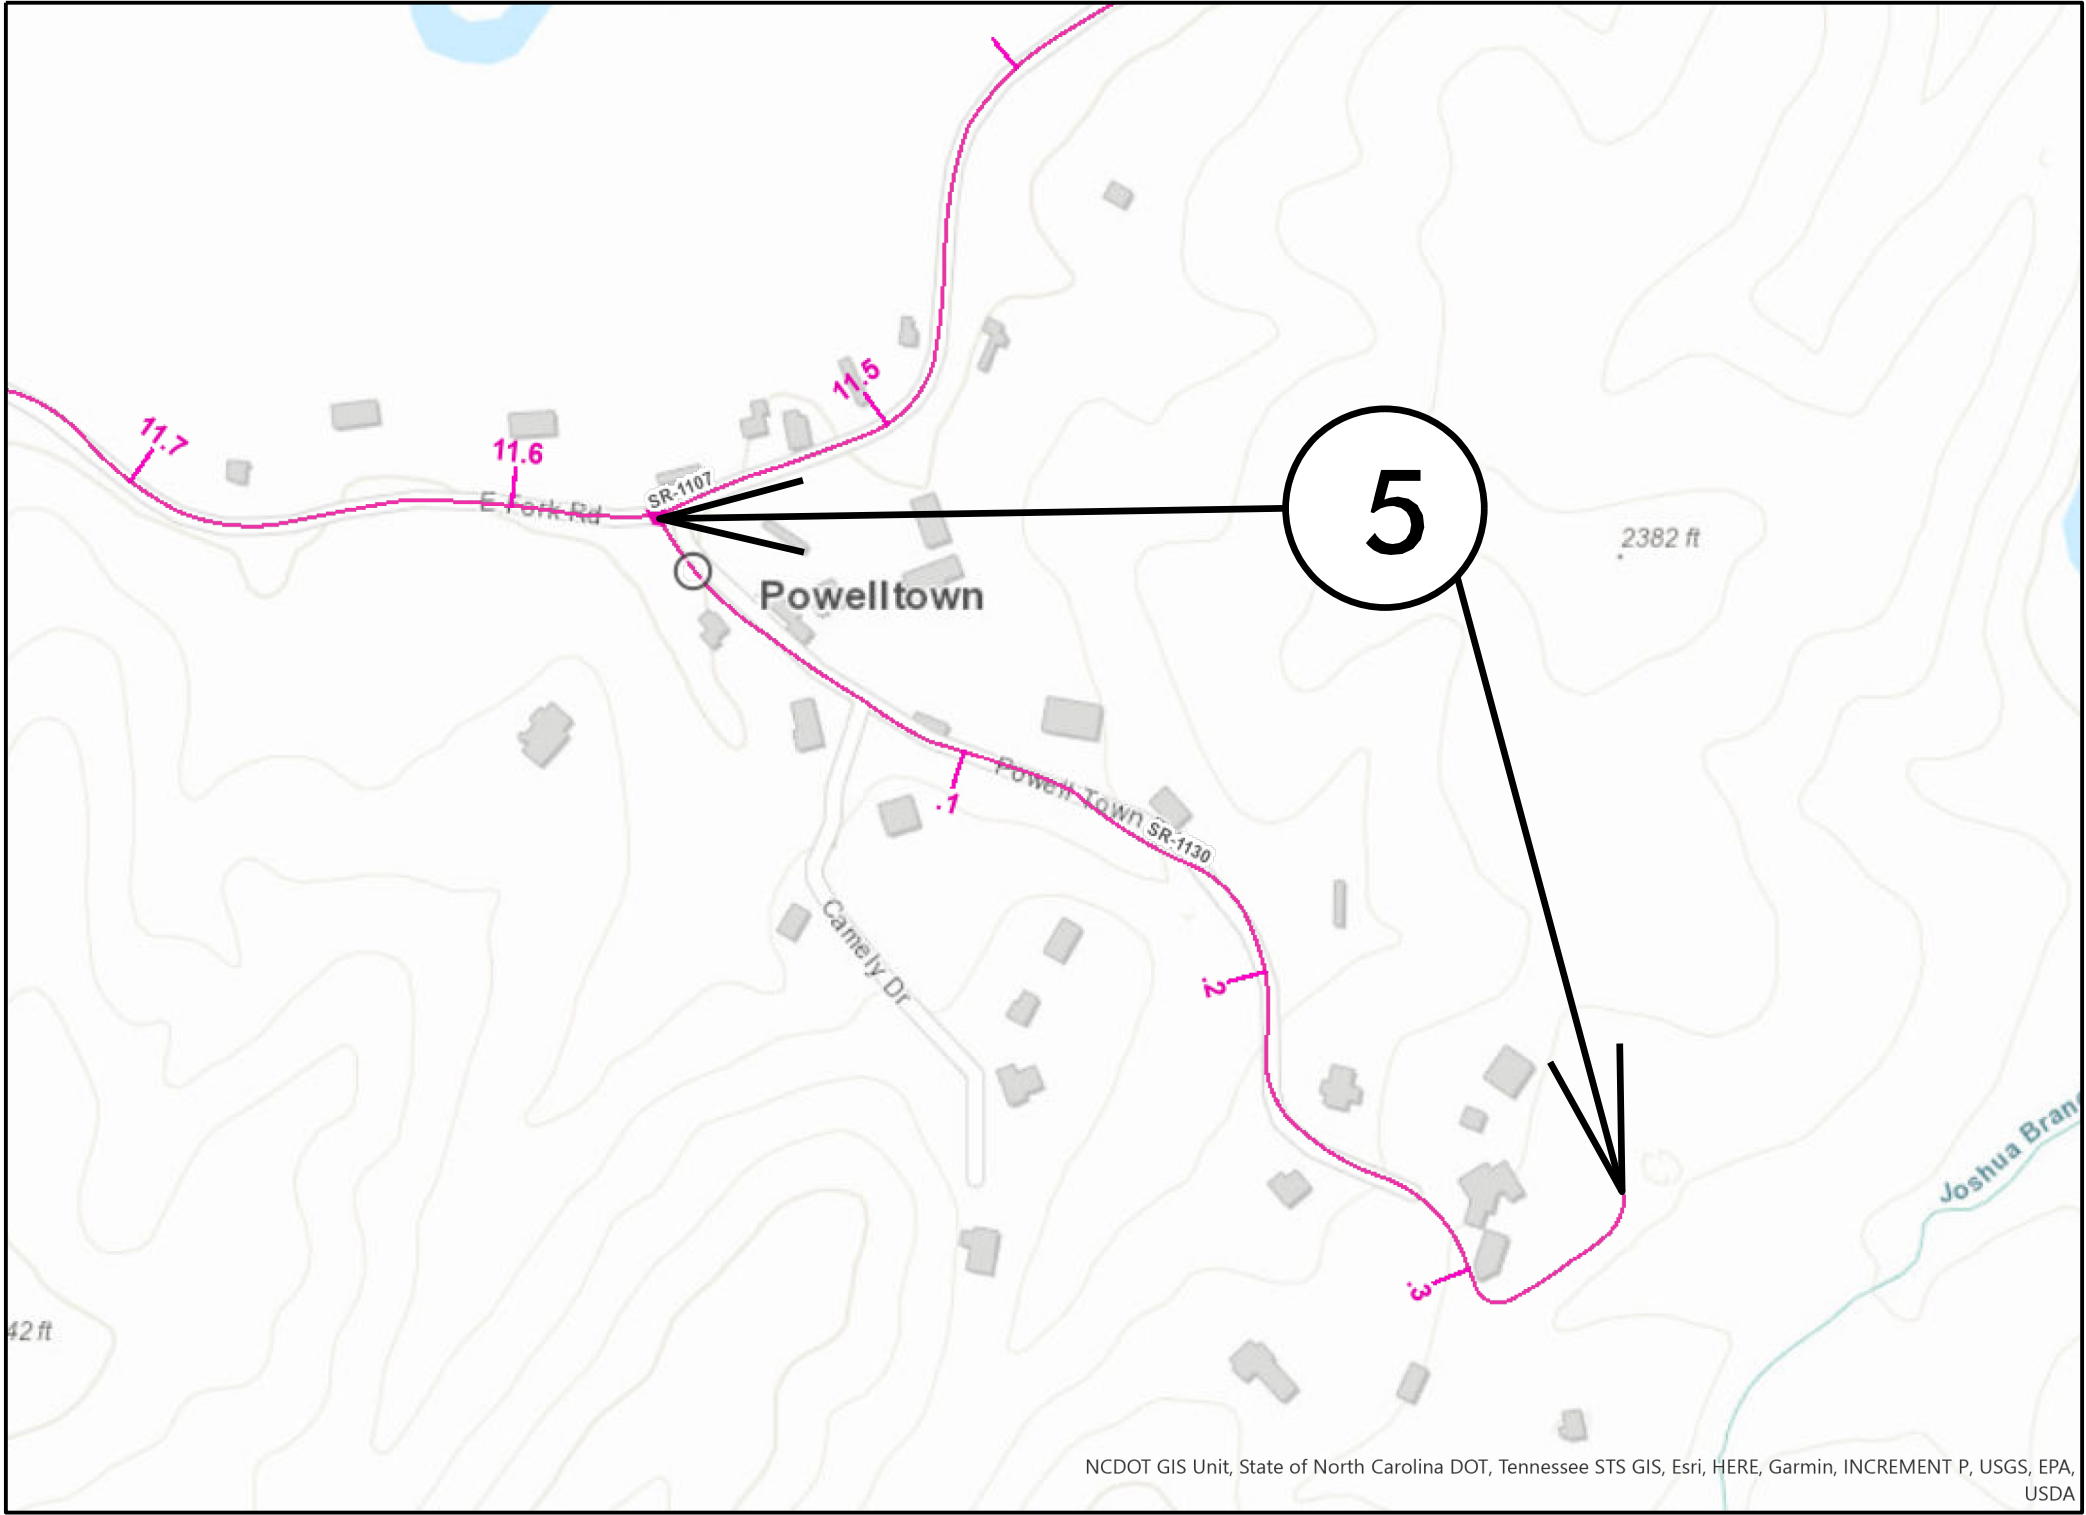 11.5
11.7
11.6
SR-1107
E Fork Rd
5
2382 ft
Powelltown
Powell Town
.1
SR-1130
Camely Dr
.2
Joshua Bran
.3
42 ft
NCDOT GIS Unit, State of North Carolina DOT, Tennessee STS GIS, Esri, HERE, Garmin, INCREMENT P, USGS, EPA,
USDA